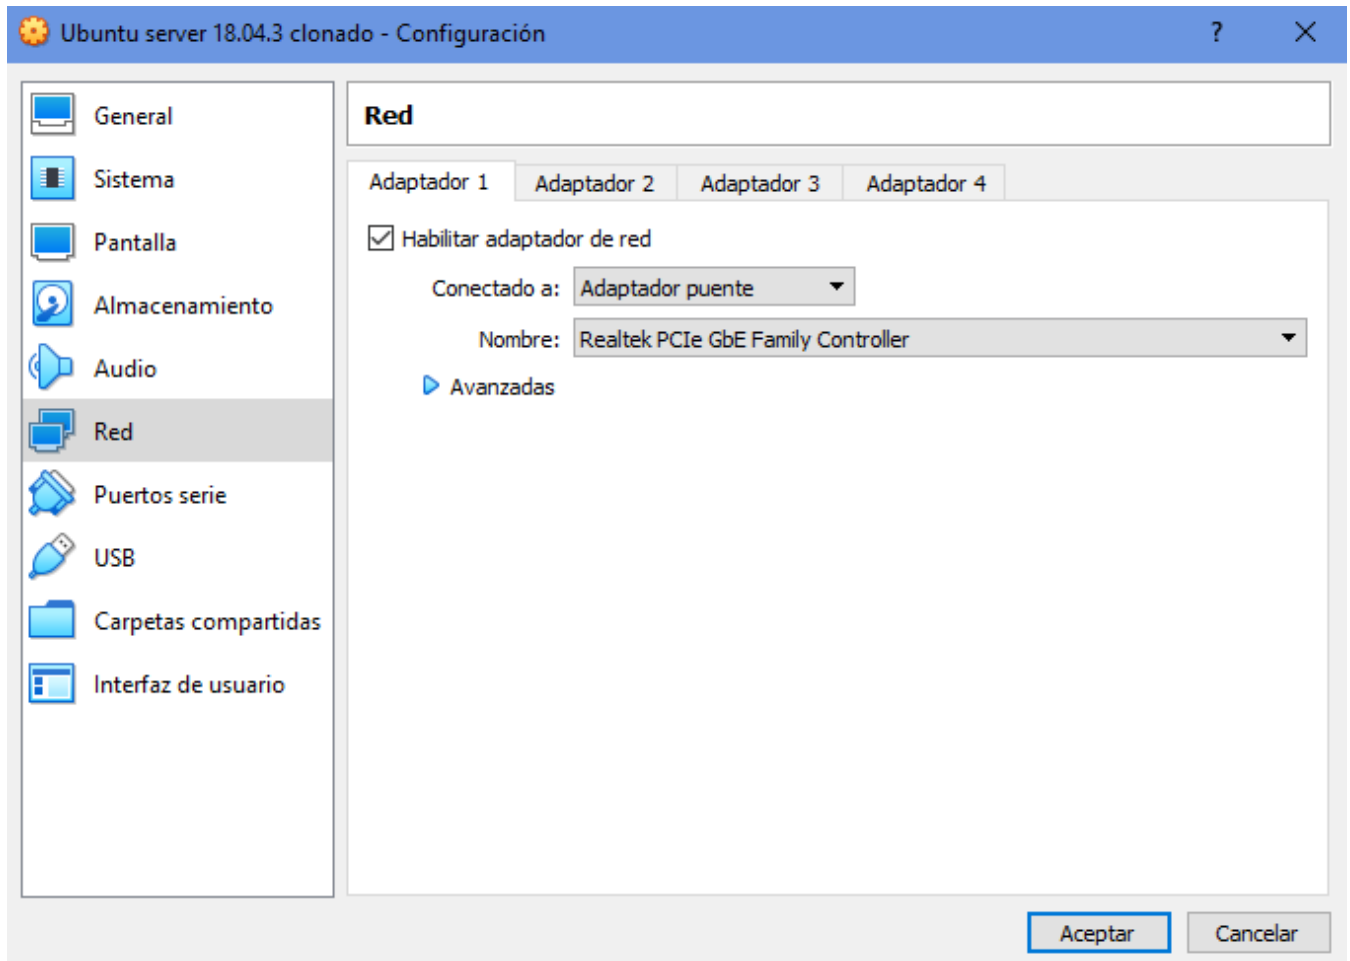 Ubuntu server 18.04.3 clonado - Configuración ?
General
Sistema
Pantalla
Almacenamiento
Audio
Red
Puertos serie
USB
Carpetas compartidas
Interfaz de usuario
Red
Adaptador 1 Adaptador 2 Adaptador 3 Adaptador 4
Habilitar adaptador de red
Conectado a: Adaptador puente
Nombre: Realtek PCIe GbE Family Controller
Avanzadas
Aceptar Cancelar